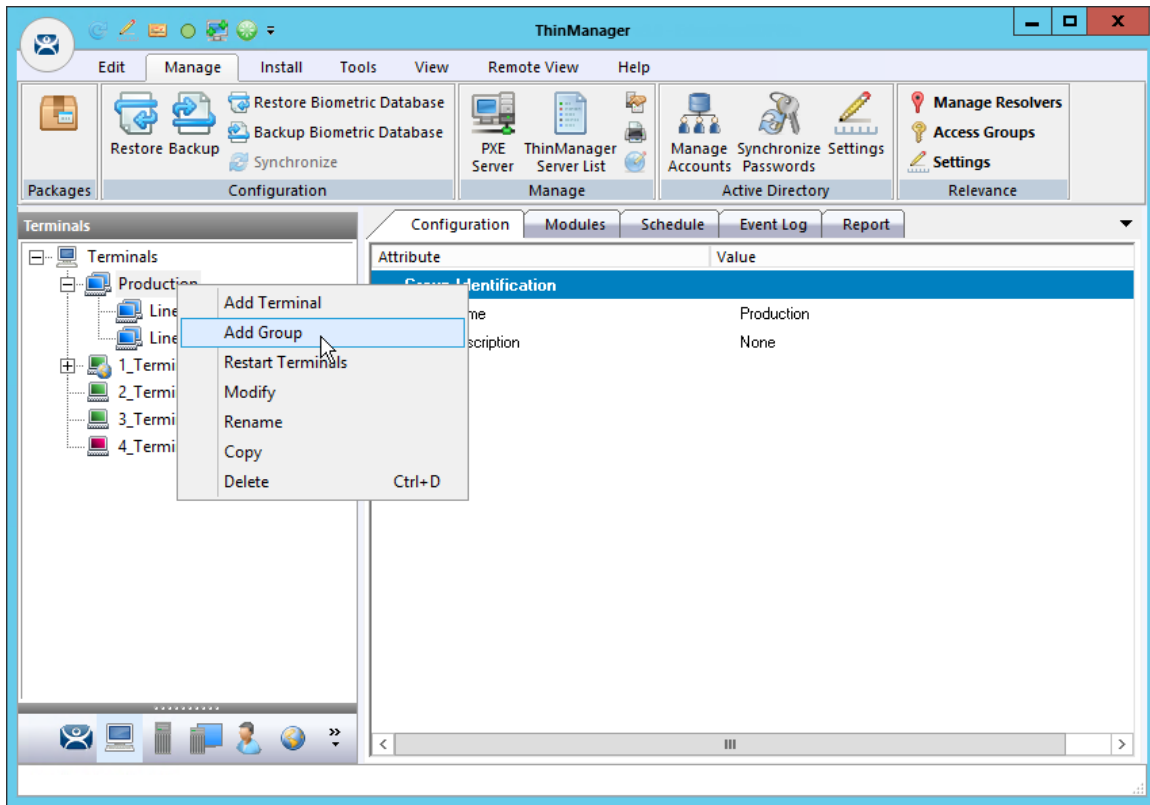 ThinManager
Edit Manage Install Tools View Remote View Help
Restore Biometric Database
Backup Biometric Database
Synchronize
Restore Backup
PXE Server
ThinManager Server List
Manage Accounts
Synchronize Passwords
Settings
Manage Resolvers
Access Groups
Settings
Packages Configuration Manage Active Directory Relevance
Terminals
Configuration Modules Schedule Event Log Report
Attribute Value
Terminals
Production
Line
Line
1_Termi
2_Termi
3_Termi
4_Termi
Add Terminal
Add Group
Restart Terminals
Modify
Rename
Copy
Delete Ctrl+D
Group Identification
me Production
scription None